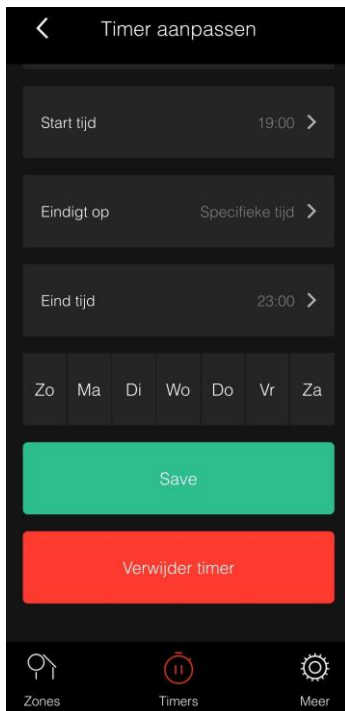 Timer aanpassen
Start tijd 19:00
Eindigt op Specifieke tijd
Eind tijd 23:00
Zo Ma Di Wo Do Vr Za
Save
Verwijder timer
Zones Timers Meer